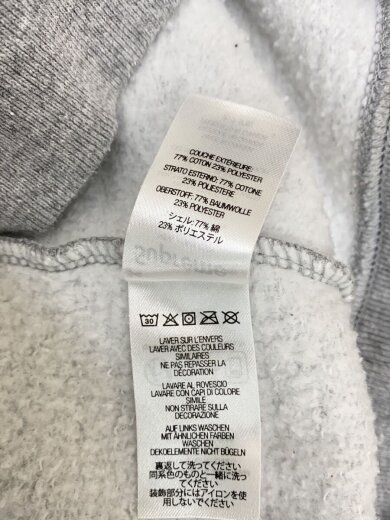 COUCHE EXTÉRIEURE:
77% COTON 23% POLYESTER
STRATO ESTERNO: 77% COTONE
23% POLIESTERE
OBERSTOFF: 77% BAUMWOLLE
23% POLYESTER
シェル: 77% 綿
23% ポリエステル
30
LAVER SUR L'ENVERS
LAVER AVEC DES COULEURS
SIMILAIRES
NE PAS REPASSER LA
DÉCORATION
LAVARE AL ROVESCIO
LAVARE CON CAPI DI COLORE
SIMILE
NON STIRARE SULLA
DECORAZIONE
AUF LINKS WASCHEN
MIT ÄHNLICHEN FARBEN
WASCHEN
DEKOELEMENTE NICHT BÜGELN
裏返して洗ってください
同系色のものと一緒に洗って
ください
装飾部分にはアイロンを使
しないでください